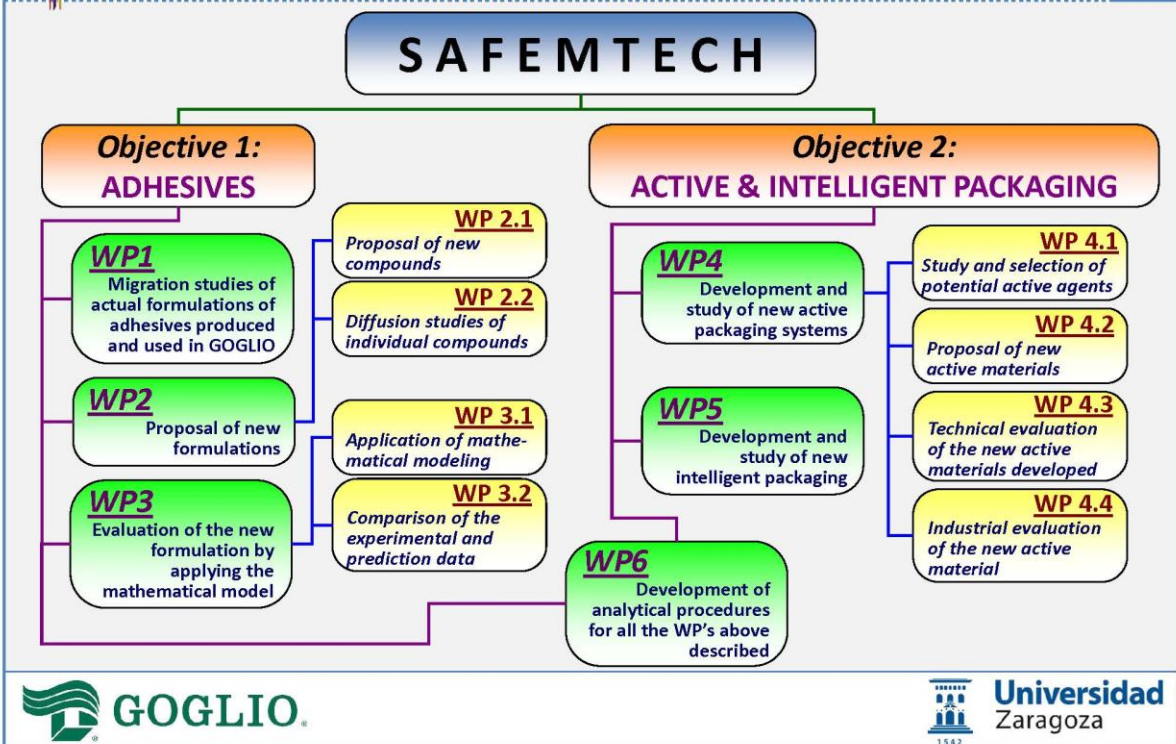 SAFEMTECH
Objective 1:
ADHESIVES
WP1
Migration studies of
actual formulations of
adhesives produced
and used in GOGLIO
WP2
Proposal of new
formulations
WP3
Evaluation of the new
formulation by
applying the
mathematical model
WP 2.1
Proposal of new
compounds
WP 2.2
Diffusion studies of
individual compounds
WP 3.1
Application of mathe-
matical modeling
WP 3.2
Comparison of the
experimental and
prediction data
Objective 2:
ACTIVE & INTELLIGENT PACKAGING
WP4
Development and
study of new active
packaging systems
WP5
Development and
study of new
intelligent packaging
WP6
Development of
analytical procedures
for all the WP's above
described
WP 4.1
Study and selection of
potential active agents
WP 4.2
Proposal of new
active materials
WP 4.3
Technical evaluation
of the new active
materials developed
WP 4.4
Industrial evaluation
of the new active
material
GOGLIO®
Universidad
Zaragoza
1542